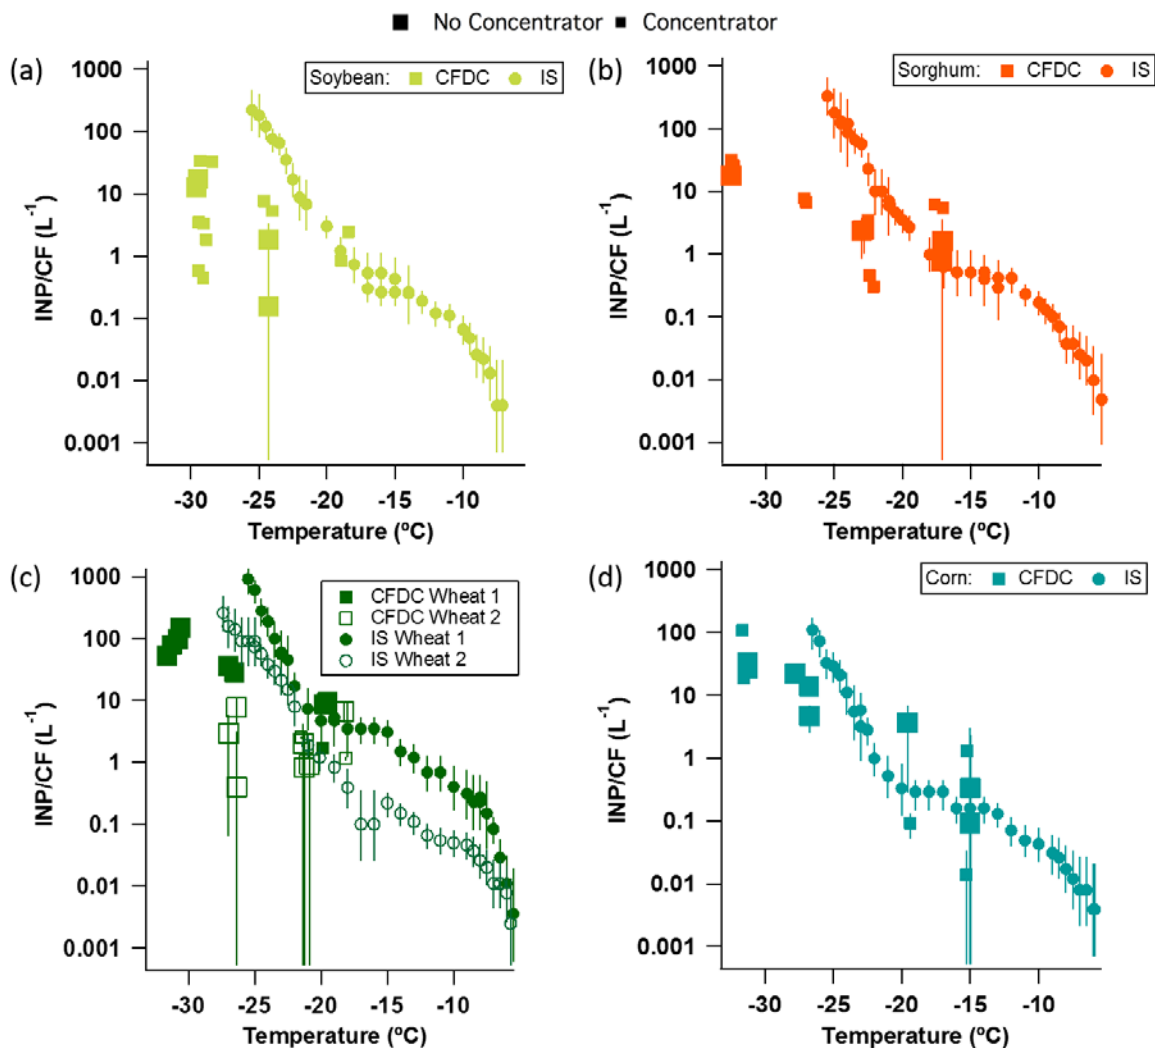 No Concentrator Concentrator
(a)
Soybean: CFDC IS
1000
100
10
1
0.1
0.01
0.001
INP/CF (L⁻¹)
-30 -25 -20 -15 -10
Temperature (ºC)
(b)
Sorghum: CFDC IS
1000
100
10
1
0.1
0.01
0.001
INP/CF (L⁻¹)
-30 -25 -20 -15 -10
Temperature (ºC)
(c)
CFDC Wheat 1
CFDC Wheat 2
IS Wheat 1
IS Wheat 2
1000
100
10
1
0.1
0.01
0.001
INP/CF (L⁻¹)
-30 -25 -20 -15 -10
Temperature (ºC)
(d)
Corn: CFDC IS
1000
100
10
1
0.1
0.01
0.001
INP/CF (L⁻¹)
-30 -25 -20 -15 -10
Temperature (ºC)